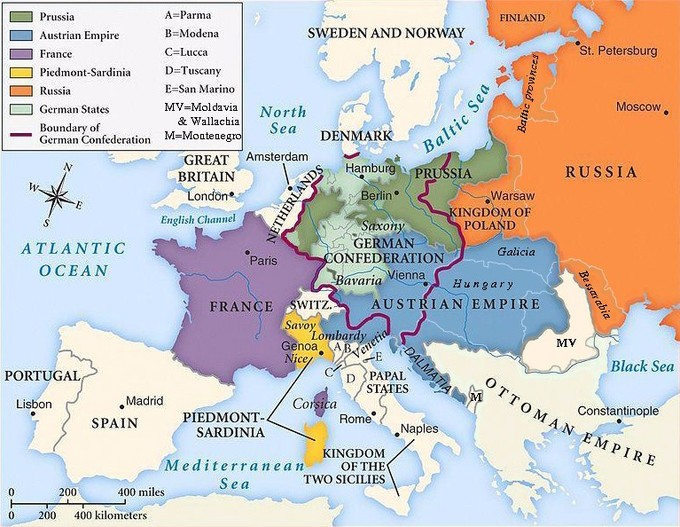 Prussia
Austrian Empire
France
Piedmont-Sardinia
Russia
German States
Boundary of
German Confederation
A=Parma
B=Modena
C=Lucca
D=Tuscany
E=San Marino
MV=Moldavia
& Wallachia
M=Montenegro
FINLAND
SWEDEN AND NORWAY
St. Petersburg
Baltic provinces
Moscow
North
Sea
Baltic Sea
DENMARK
GREAT
BRITAIN
Amsterdam
Hamburg
PRUSSIA
RUSSIA
London
NETHERLANDS
Berlin
Warsaw
KINGDOM OF
POLAND
N
W
E
S
English Channel
Saxony
ATLANTIC
OCEAN
Paris
GERMAN
CONFEDERATION
Galicia
Bavaria
Vienna
Hungary
Bessarabia
FRANCE
SWITZ.
AUSTRIAN EMPIRE
Savoy
Lombardy
Venetia
MV
Genoa
Nice
A
B
C
D
E
DALMATIA
Black Sea
PORTUGAL
PAPAL
STATES
M
OTTOMAN EMPIRE
Lisbon
Madrid
Corsica
Constantinople
SPAIN
PIEDMONT-
SARDINIA
Rome
Naples
KINGDOM
OF THE
TWO SICILIES
Mediterranean
Sea
0 200 400 miles
0 200 400 kilometers